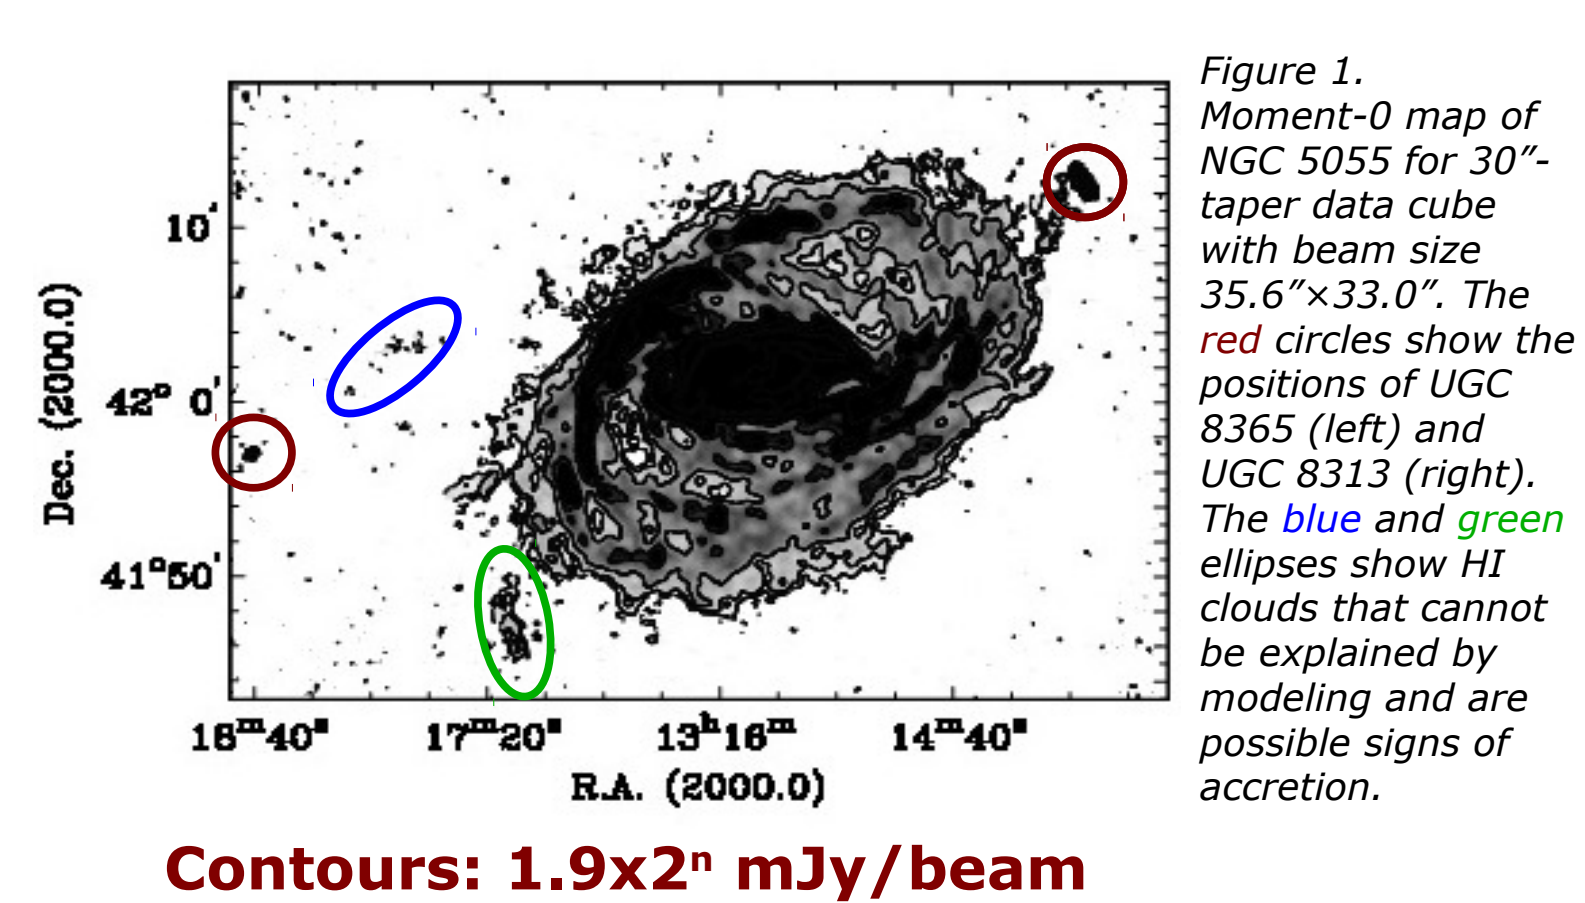 Figure 1.
Moment-0 map of
NGC 5055 for 30″-
taper data cube
with beam size
35.6″×33.0″. The
red circles show the
positions of UGC
8365 (left) and
UGC 8313 (right).
The blue and green
ellipses show HI
clouds that cannot
be explained by
modeling and are
possible signs of
accretion.
Dec. (2000.0)
10′
42° 0′
41°50′
18ᵐ40ˢ 17ᵐ20ˢ 13ʰ16ᵐ 14ᵐ40ˢ
R.A. (2000.0)
Contours: 1.9x2ⁿ mJy/beam